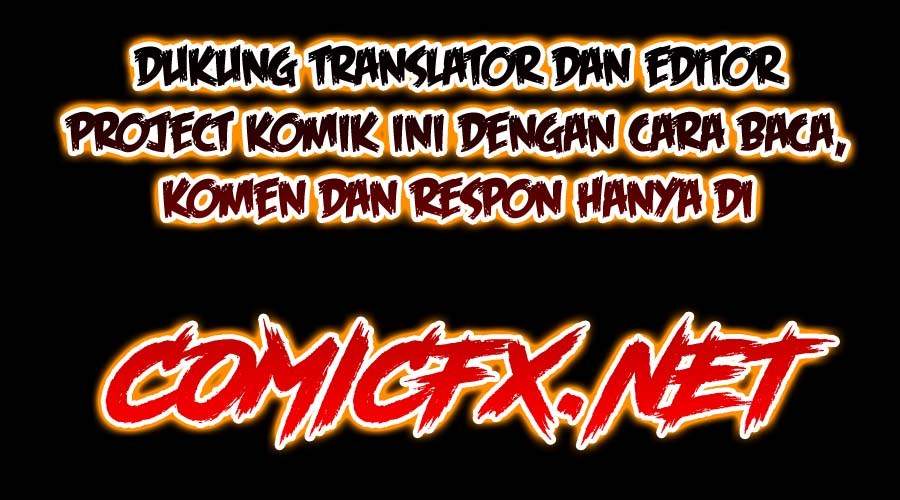 DUKUNG TRANSLATOR DAN EDITOR
PROJECT KOMIK INI DENGAN CARA BACA,
KOMEN DAN RESPON HANYA DI
COMICFX.NET